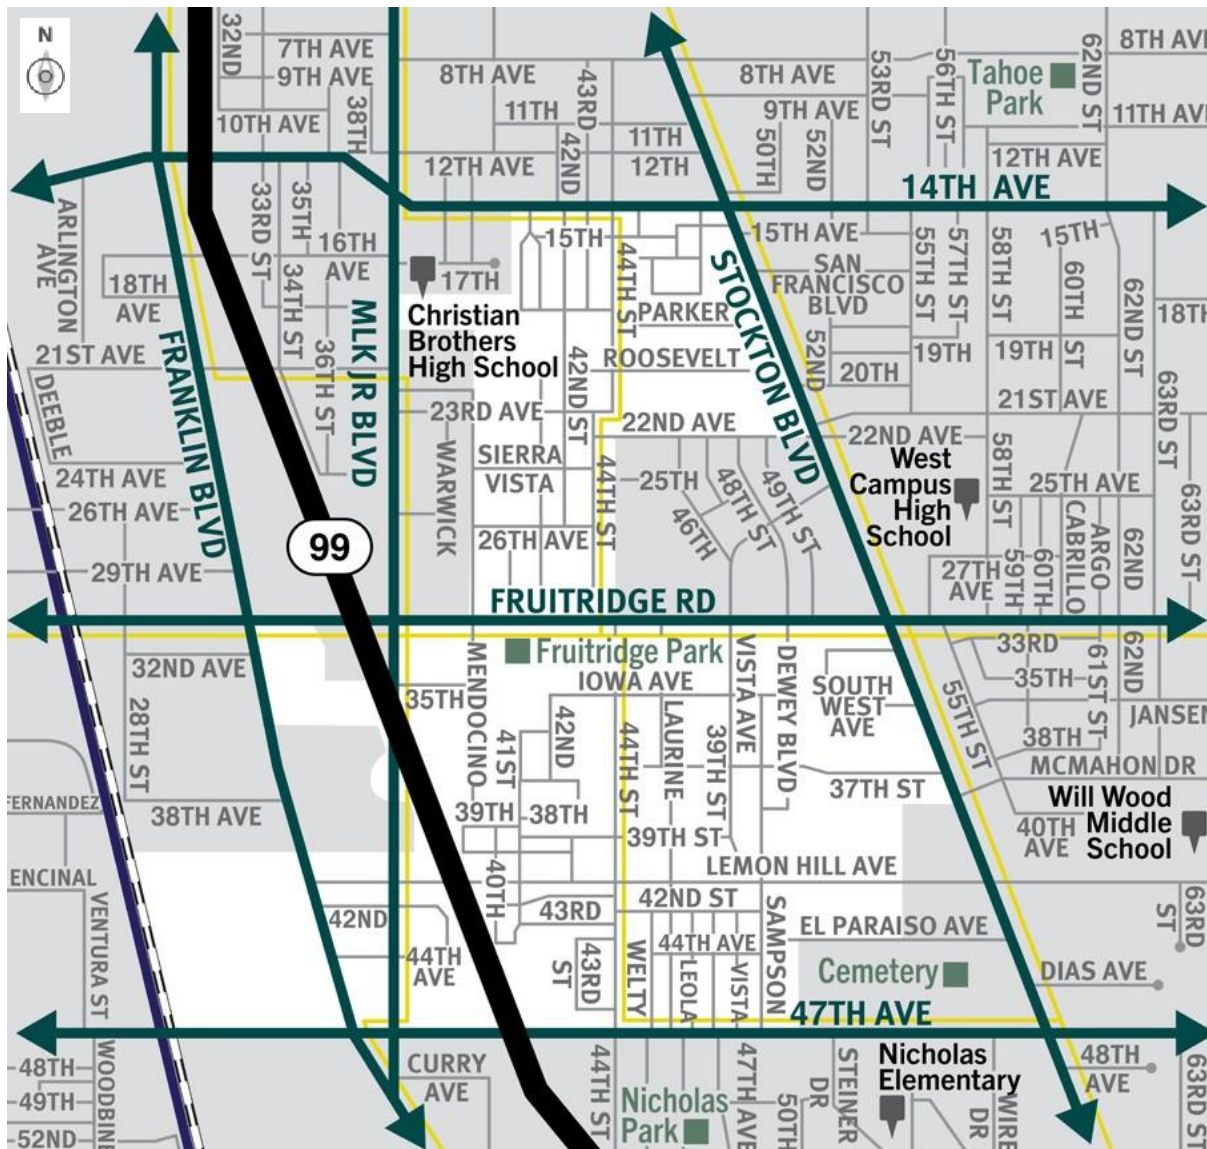 N
32ND
7TH AVE
9TH AVE
10TH AVE
38TH
8TH AVE
43RD
11TH
11TH
42ND
12TH AVE
12TH
8TH AVE
9TH AVE
50TH
52ND
53RD ST
56TH ST
Tahoe
Park
62ND ST
8TH AVE
11TH AVE
12TH AVE
14TH AVE
ARLINGTON
AVE
33RD ST
35TH
16TH
AVE
34TH ST
36TH ST
18TH
AVE
21ST AVE
DEEBLE
24TH AVE
26TH AVE
29TH AVE
FRANKLIN BLVD
MLK JR BLVD
99
17TH
15TH
44TH ST
PARKER
ROOSEVELT
Christian
Brothers
High School
42ND ST
23RD AVE
WARWICK
SIERRA
VISTA
26TH AVE
44TH ST
22ND AVE
25TH
46TH
48TH ST
49TH ST
STOCKTON BLVD
15TH AVE
SAN
FRANCISCO
BLVD
52ND
20TH
55TH ST
57TH ST
19TH
58TH ST
15TH
60TH
ST
19TH
62ND ST
18TH
21ST AVE
63RD ST
22ND AVE
West
Campus
High
School
58TH ST
25TH AVE
CABRILLO
ARGO
62ND
63RD ST
27TH
AVE
59TH
60TH
FRUITRIDGE RD
Fruitridge Park
32ND AVE
28TH ST
38TH AVE
FERNANDEZ
ENCINAL
VENTURA ST
35TH
MENDOCINO
IOWA AVE
42ND
41ST
44TH ST
LAURINE
39TH ST
VISTA AVE
DEWEY BLVD
SOUTH
WEST
AVE
37TH ST
55TH ST
33RD
35TH
61ST ST
62ND
JANSEN
38TH
MCMAHON DR
39TH
38TH
39TH ST
40TH
LEMON HILL AVE
Will Wood
Middle
School
40TH
AVE
42ND
44TH
AVE
43RD
43RD
ST
42ND ST
44TH AVE
WELTY
LEOLA
VISTA
SAMPSON
EL PARAISO AVE
63RD
ST
Cemetery
DIAS AVE
47TH AVE
48TH
49TH
52ND
WOODBINE
CURRY
AVE
44TH ST
Nicholas
Park
47TH AVE
50TH
DR
STEINER
Nicholas
Elementary
WIRE
DR
48TH
AVE
63RD ST